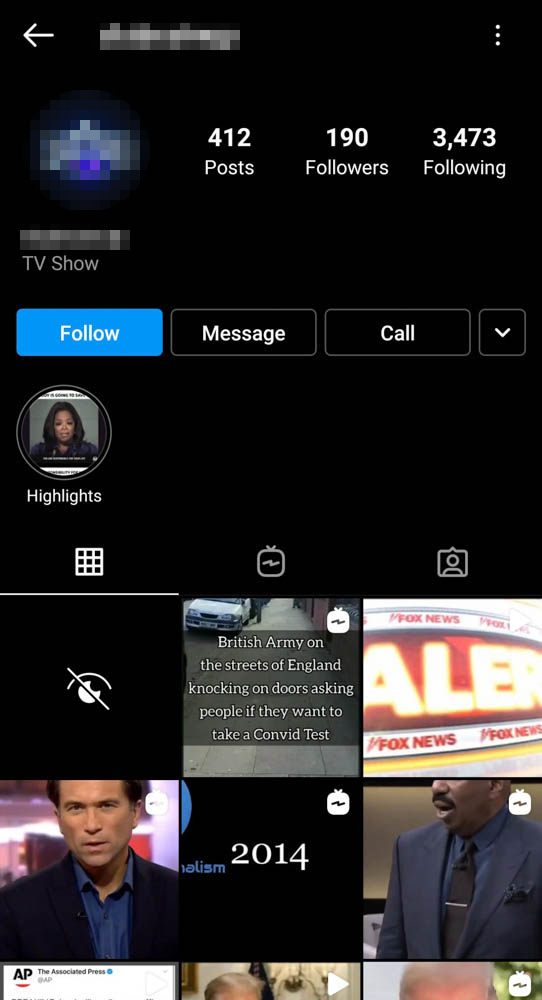 412
190
3,473
Posts
Followers
Following
TV Show
Follow
Message
Call
Highlights
British Army on
the streets of England
knocking on doors asking
people if they want to
take a Convid Test
FOX NEWS
ALER
FOX NEWS
FOX NEWS
nalism
2014
AP
The Associated Press
@AP